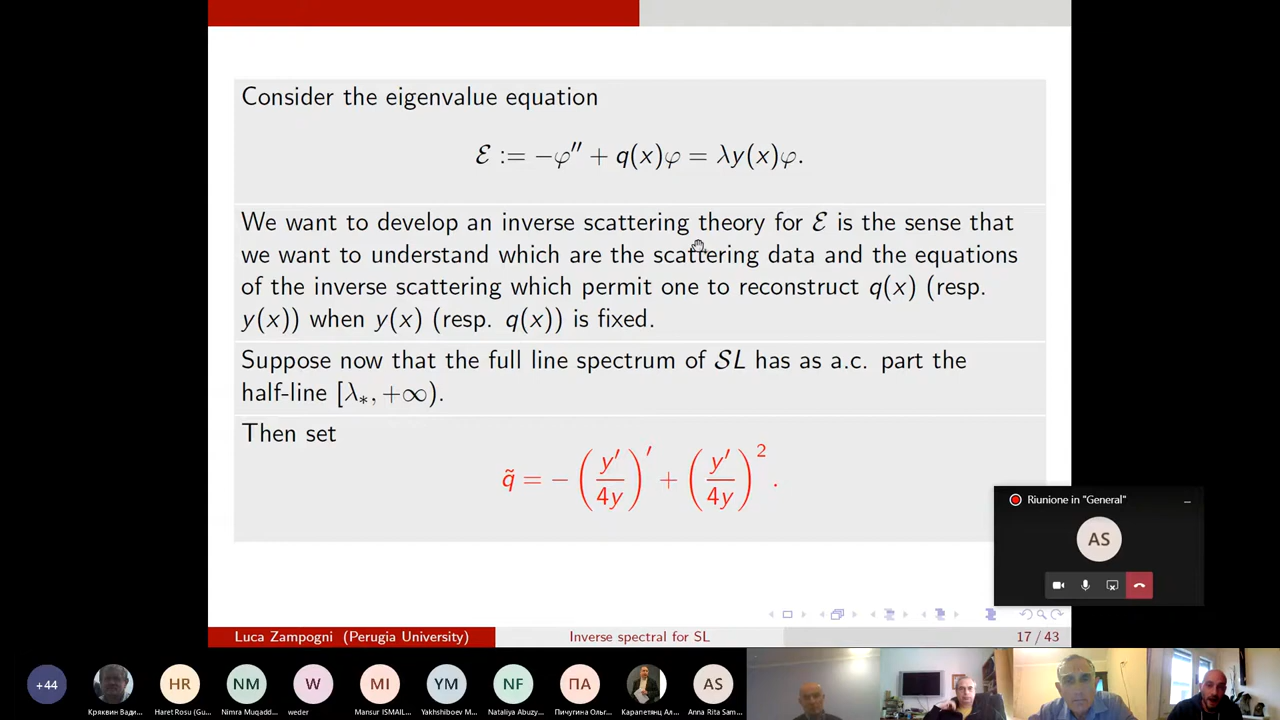 Consider the eigenvalue equation
ℰ := −φ″ + q(x)φ = λy(x)φ.
We want to develop an inverse scattering theory for ℰ is the sense that
we want to understand which are the scattering data and the equations
of the inverse scattering which permit one to reconstruct q(x) (resp.
y(x)) when y(x) (resp. q(x)) is fixed.
Suppose now that the full line spectrum of 𝒮L has as a.c. part the
half-line [λ∗, +∞).
Then set
q̃ = −(y′/4y)′ + (y′/4y)².
Riunione in "General"
AS
Luca Zampogni (Perugia University) Inverse spectral for SL 17 / 43
+44 HR NM W MI YM NF ПА AS
Кряквин Вади... Haret Rosu (Gu... Nimra Muqadd... weder Mansur ISMAIL... Yakhshiboev M... Nataliya Abuzy... Пичугина Ольг... Карапетянц Ал... Anna Rita Sam...